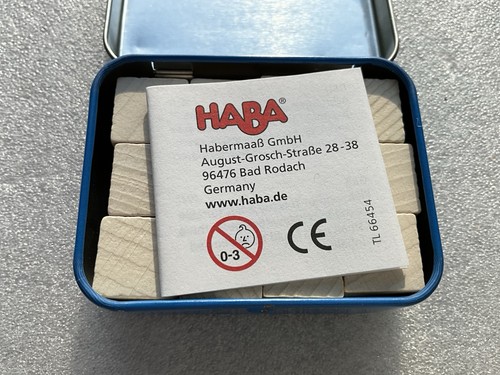 HABA®
Habermaaß GmbH
August-Grosch-Straße 28-38
96476 Bad Rodach
Germany
www.haba.de
0-3
CE
TL 66454